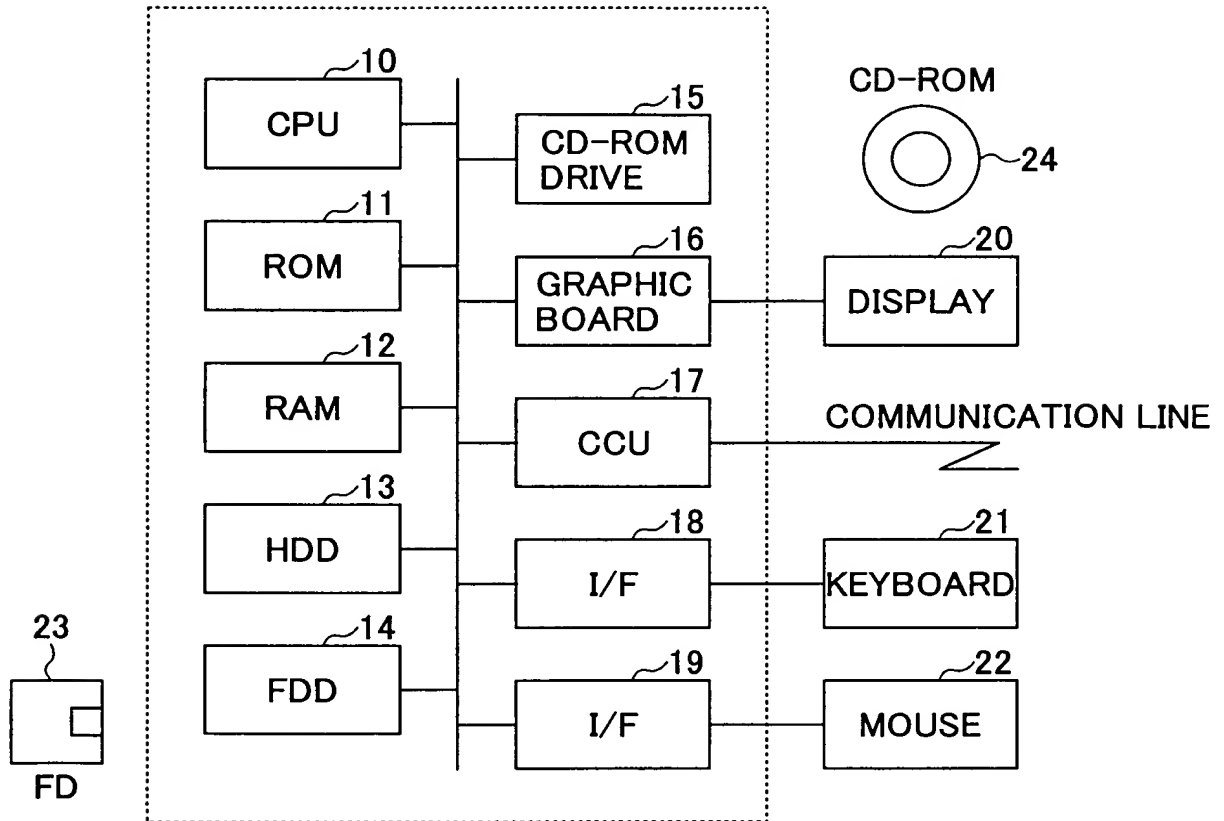 10
CPU
11
ROM
12
RAM
13
HDD
14
FDD
15
CD-ROM
DRIVE
16
GRAPHIC
BOARD
17
CCU
18
I/F
19
I/F
CD-ROM
24
20
DISPLAY
COMMUNICATION LINE
21
KEYBOARD
22
MOUSE
23
FD